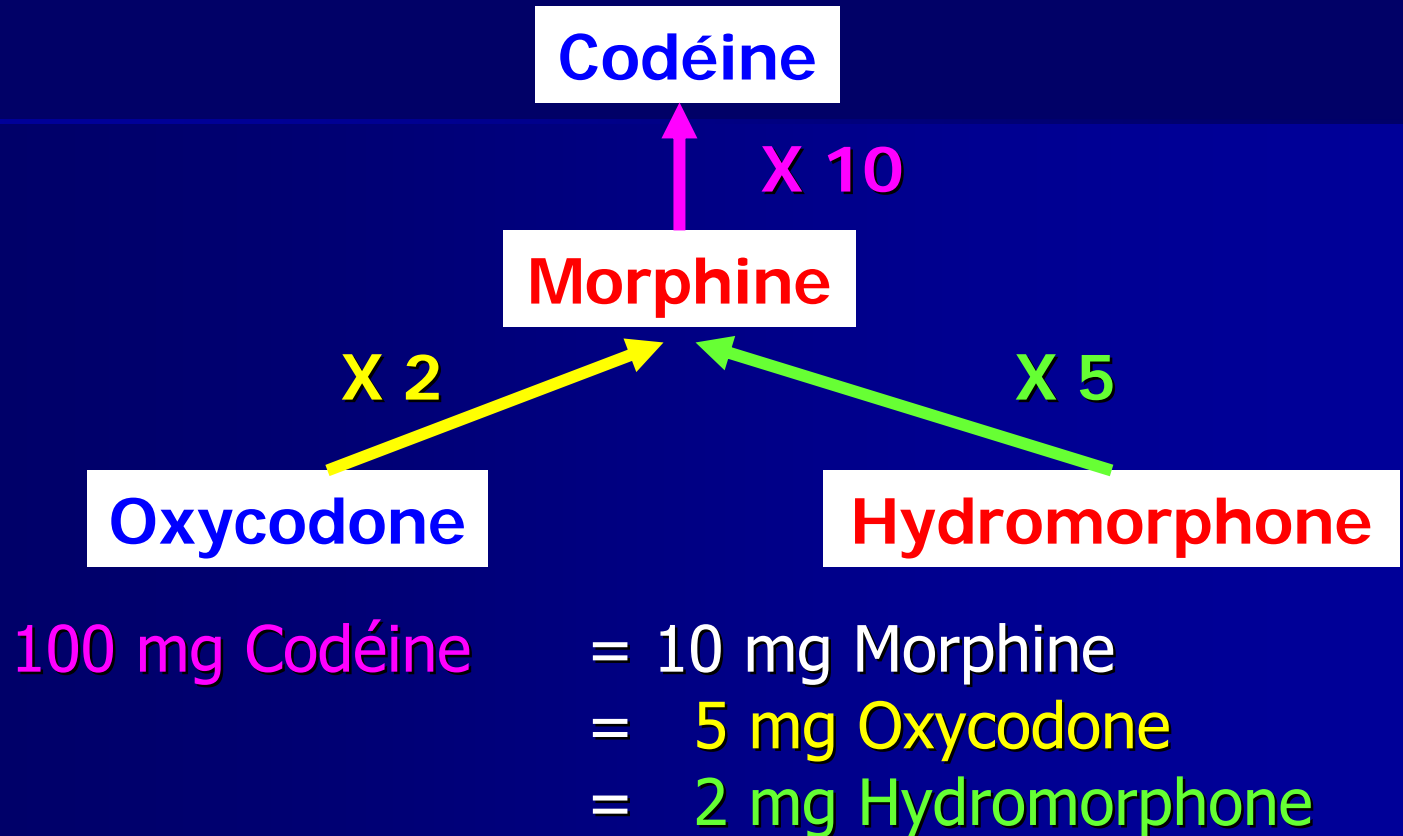 Codéine
X 10
Morphine
X 2
X 5
Oxycodone
Hydromorphone
100 mg Codéine = 10 mg Morphine
= 5 mg Oxycodone
= 2 mg Hydromorphone